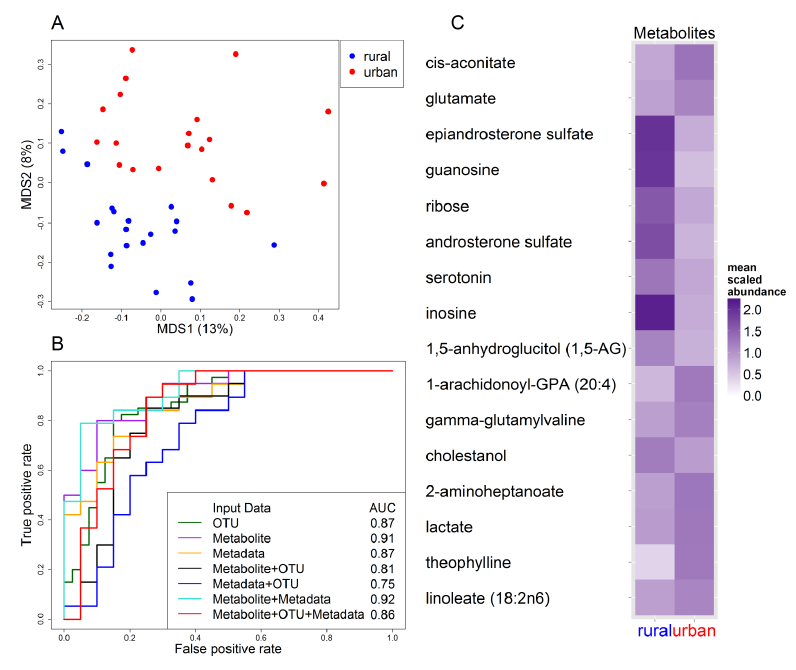 A
rural
urban
0.3
0.2
0.1
0.0
-0.1
-0.2
-0.3
MDS2 (8%)
-0.2
-0.1
0.0
0.1
0.2
0.3
0.4
MDS1 (13%)
B
1.0
0.8
0.6
0.4
0.2
0.0
True positive rate
Input Data AUC
OTU 0.87
Metabolite 0.91
Metadata 0.87
Metabolite+OTU 0.81
Metadata+OTU 0.75
Metabolite+Metadata 0.92
Metabolite+OTU+Metadata 0.86
0.0
0.2
0.4
0.6
0.8
1.0
False positive rate
C
Metabolites
cis-aconitate
glutamate
epiandrosterone sulfate
guanosine
ribose
androsterone sulfate
serotonin
inosine
1,5-anhydroglucitol (1,5-AG)
1-arachidonoyl-GPA (20:4)
gamma-glutamylvaline
cholestanol
2-aminoheptanoate
lactate
theophylline
linoleate (18:2n6)
rural urban
mean
scaled
abundance
2.0
1.5
1.0
0.5
0.0